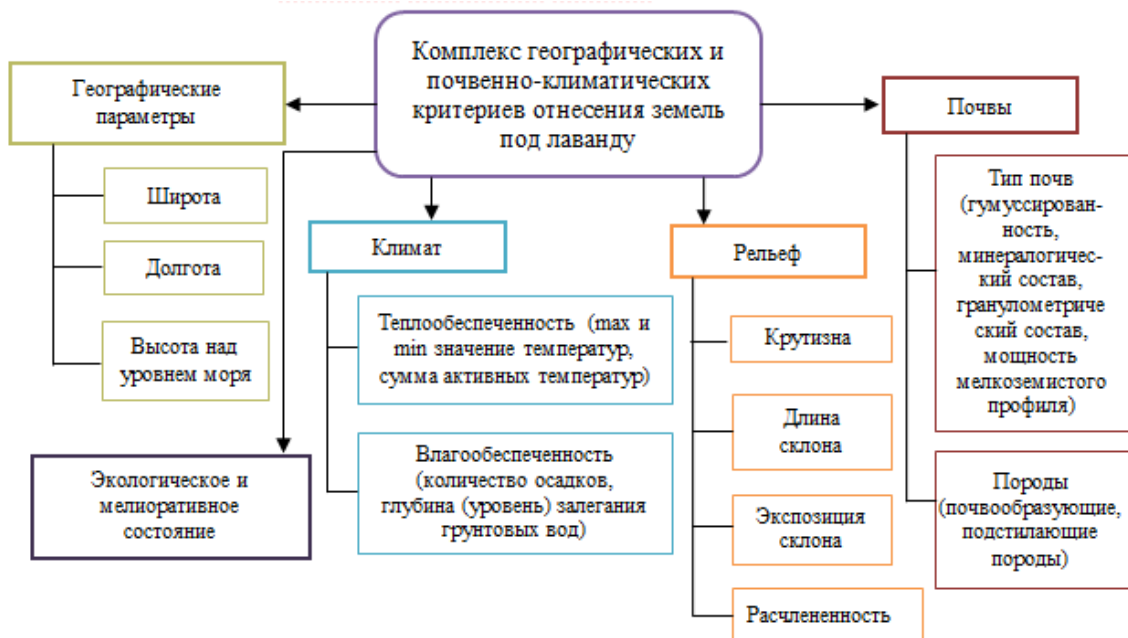 Комплекс географических и
почвенно-климатических
критериев отнесения земель
под лаванду
Географические
параметры
Широта
Долгота
Высота над
уровнем моря
Экологическое и
мелиоративное
состояние
Климат
Теплообеспеченность (max и
min значение температур,
сумма активных температур)
Влагообеспеченность
(количество осадков,
глубина (уровень) залегания
грунтовых вод)
Рельеф
Крутизна
Длина
склона
Экспозиция
склона
Расчлененность
Почвы
Тип почв
(гумуссирован-
ность,
минералогичес-
кий состав,
гранулометриче
ский состав,
мощность
мелкоземистого
профиля)
Породы
(почвообразующие,
подстилающие
породы)